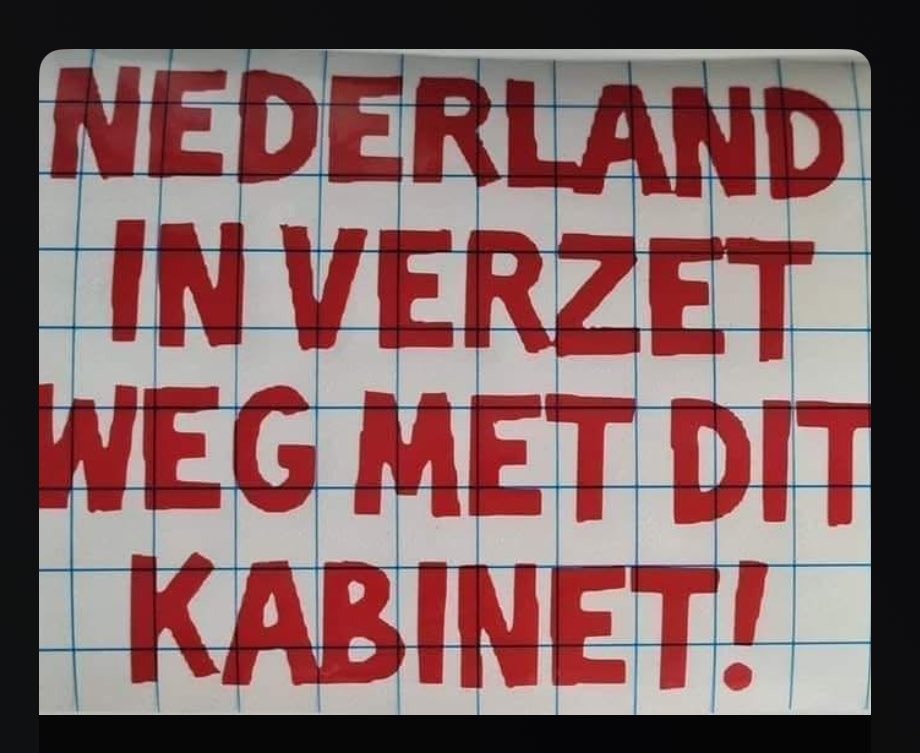 NEDERLAND
IN VERZET
WEG MET DIT
KABINET!